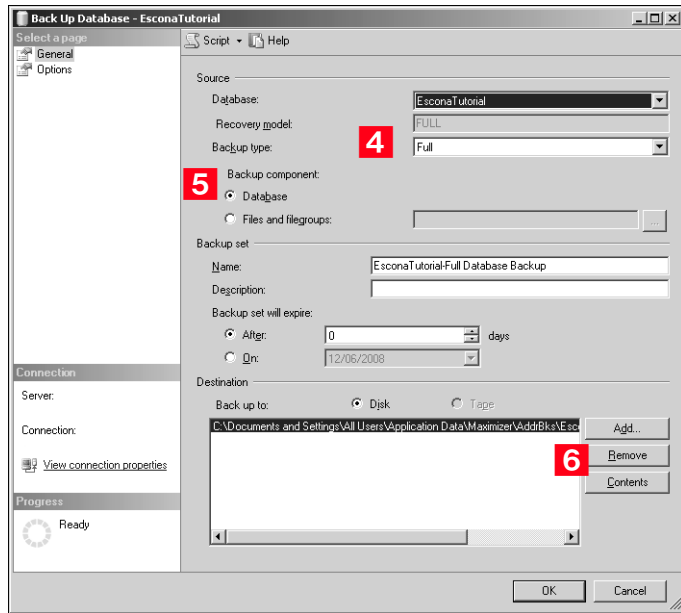 Back Up Database - EsconaTutorial
Select a page
General
Options
Script Help
Source
Database: EsconaTutorial
Recovery model: FULL
4
Backup type: Full
Backup component:
5
Database
Files and filegroups: ...
Backup set
Name: EsconaTutorial-Full Database Backup
Description:
Backup set will expire:
After: 0 days
On: 12/06/2008
Destination
Back up to: Disk Tape
C:\Documents and Settings\All Users\Application Data\Maximizer\AddrBks\Esc
Add...
6
Remove
Contents
Connection
Server:
Connection:
View connection properties
Progress
Ready
OK Cancel